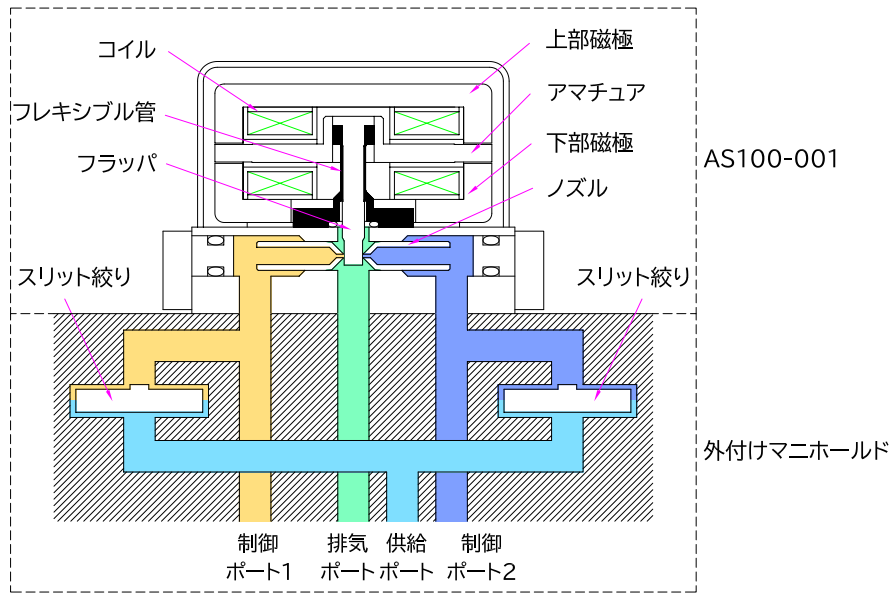 コイル
上部磁極
フレキシブル管
アマチュア
フラッパ
下部磁極
AS100-001
ノズル
スリット絞り
スリット絞り
外付けマニホールド
制御
ポート1
排気
ポート
供給
ポート
制御
ポート2